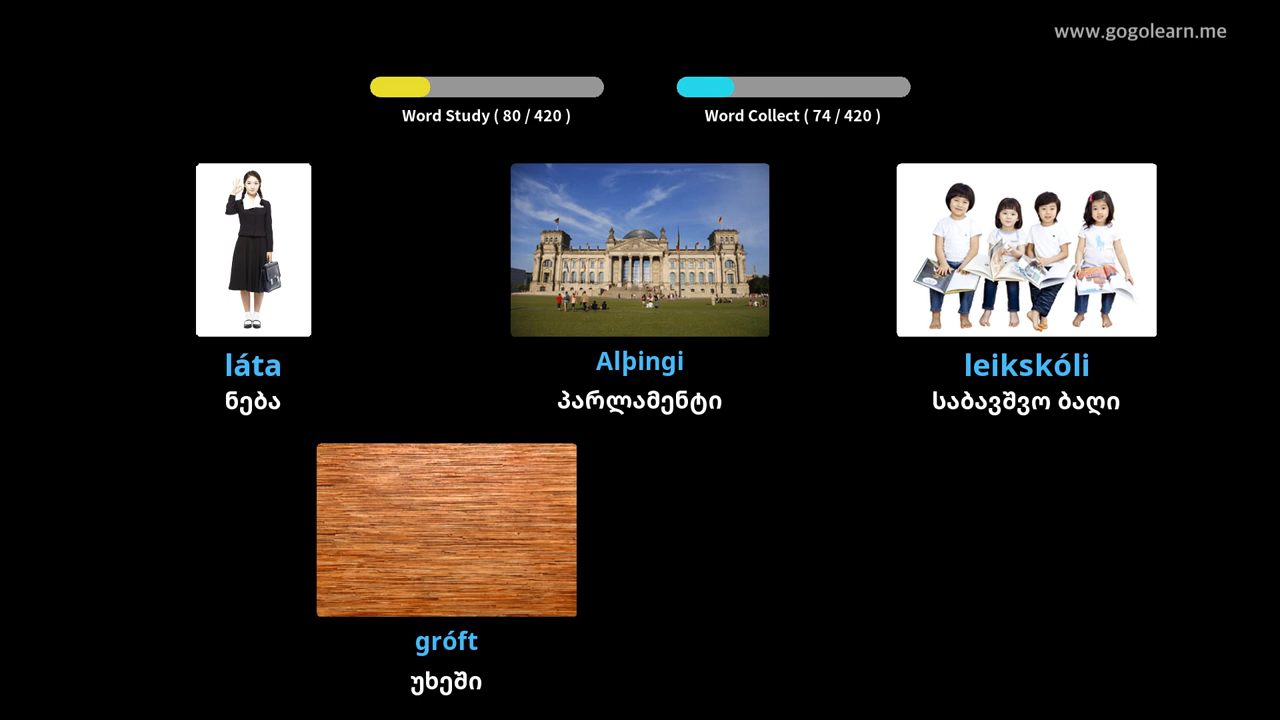 www.gogolearn.me
Word Study ( 80 / 420 )
Word Collect ( 74 / 420 )
láta
ნება
Alþingi
პარლამენტი
leikskóli
საბავშვო ბაღი
gróft
უხეში